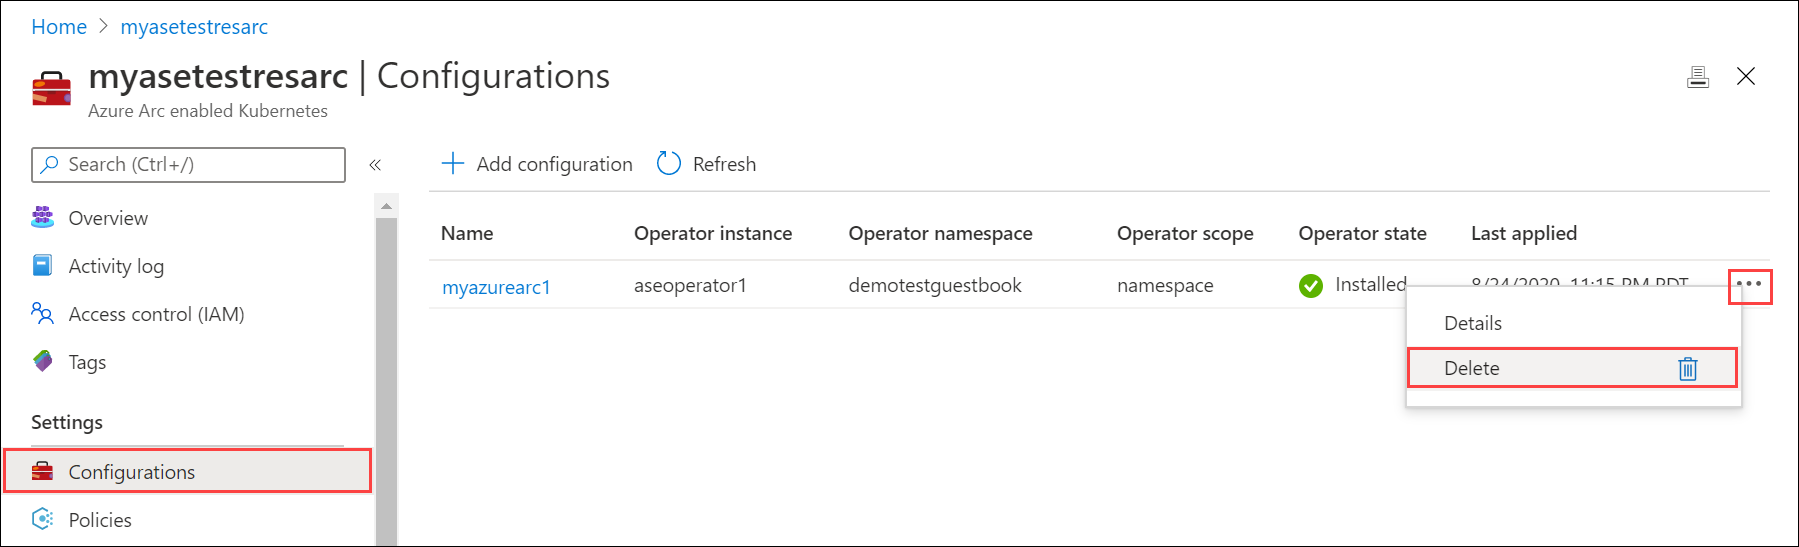 Home > myasetestresarc
myasetestresarc | Configurations
Azure Arc enabled Kubernetes
Search (Ctrl+/)
«
Add configuration
Refresh
Overview
Activity log
Access control (IAM)
Tags
Settings
Configurations
Policies
Name Operator instance Operator namespace Operator scope Operator state Last applied
myazurearc1 aseoperator1 demotestguestbook namespace Installed 8/24/2020, 11:15 PM PDT ...
Details
Delete